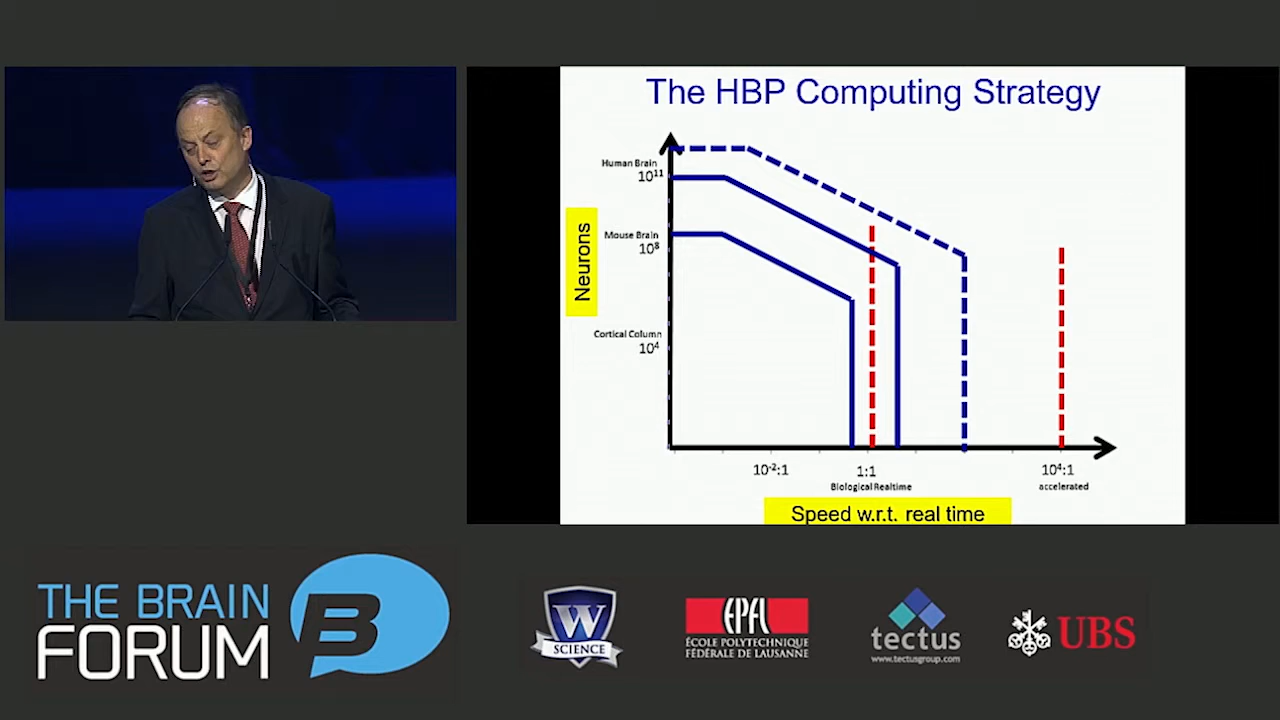 The HBP Computing Strategy
Human Brain
10¹¹
Mouse Brain
10⁸
Neurons
Cortical Column
10⁴
10⁻²:1
1:1
Biological Realtime
10⁴:1
accelerated
Speed w.r.t. real time
THE BRAIN
FORUM
B
W
SCIENCE
EPFL
ÉCOLE POLYTECHNIQUE
FÉDÉRALE DE LAUSANNE
tectus
www.tectusgroup.com
UBS